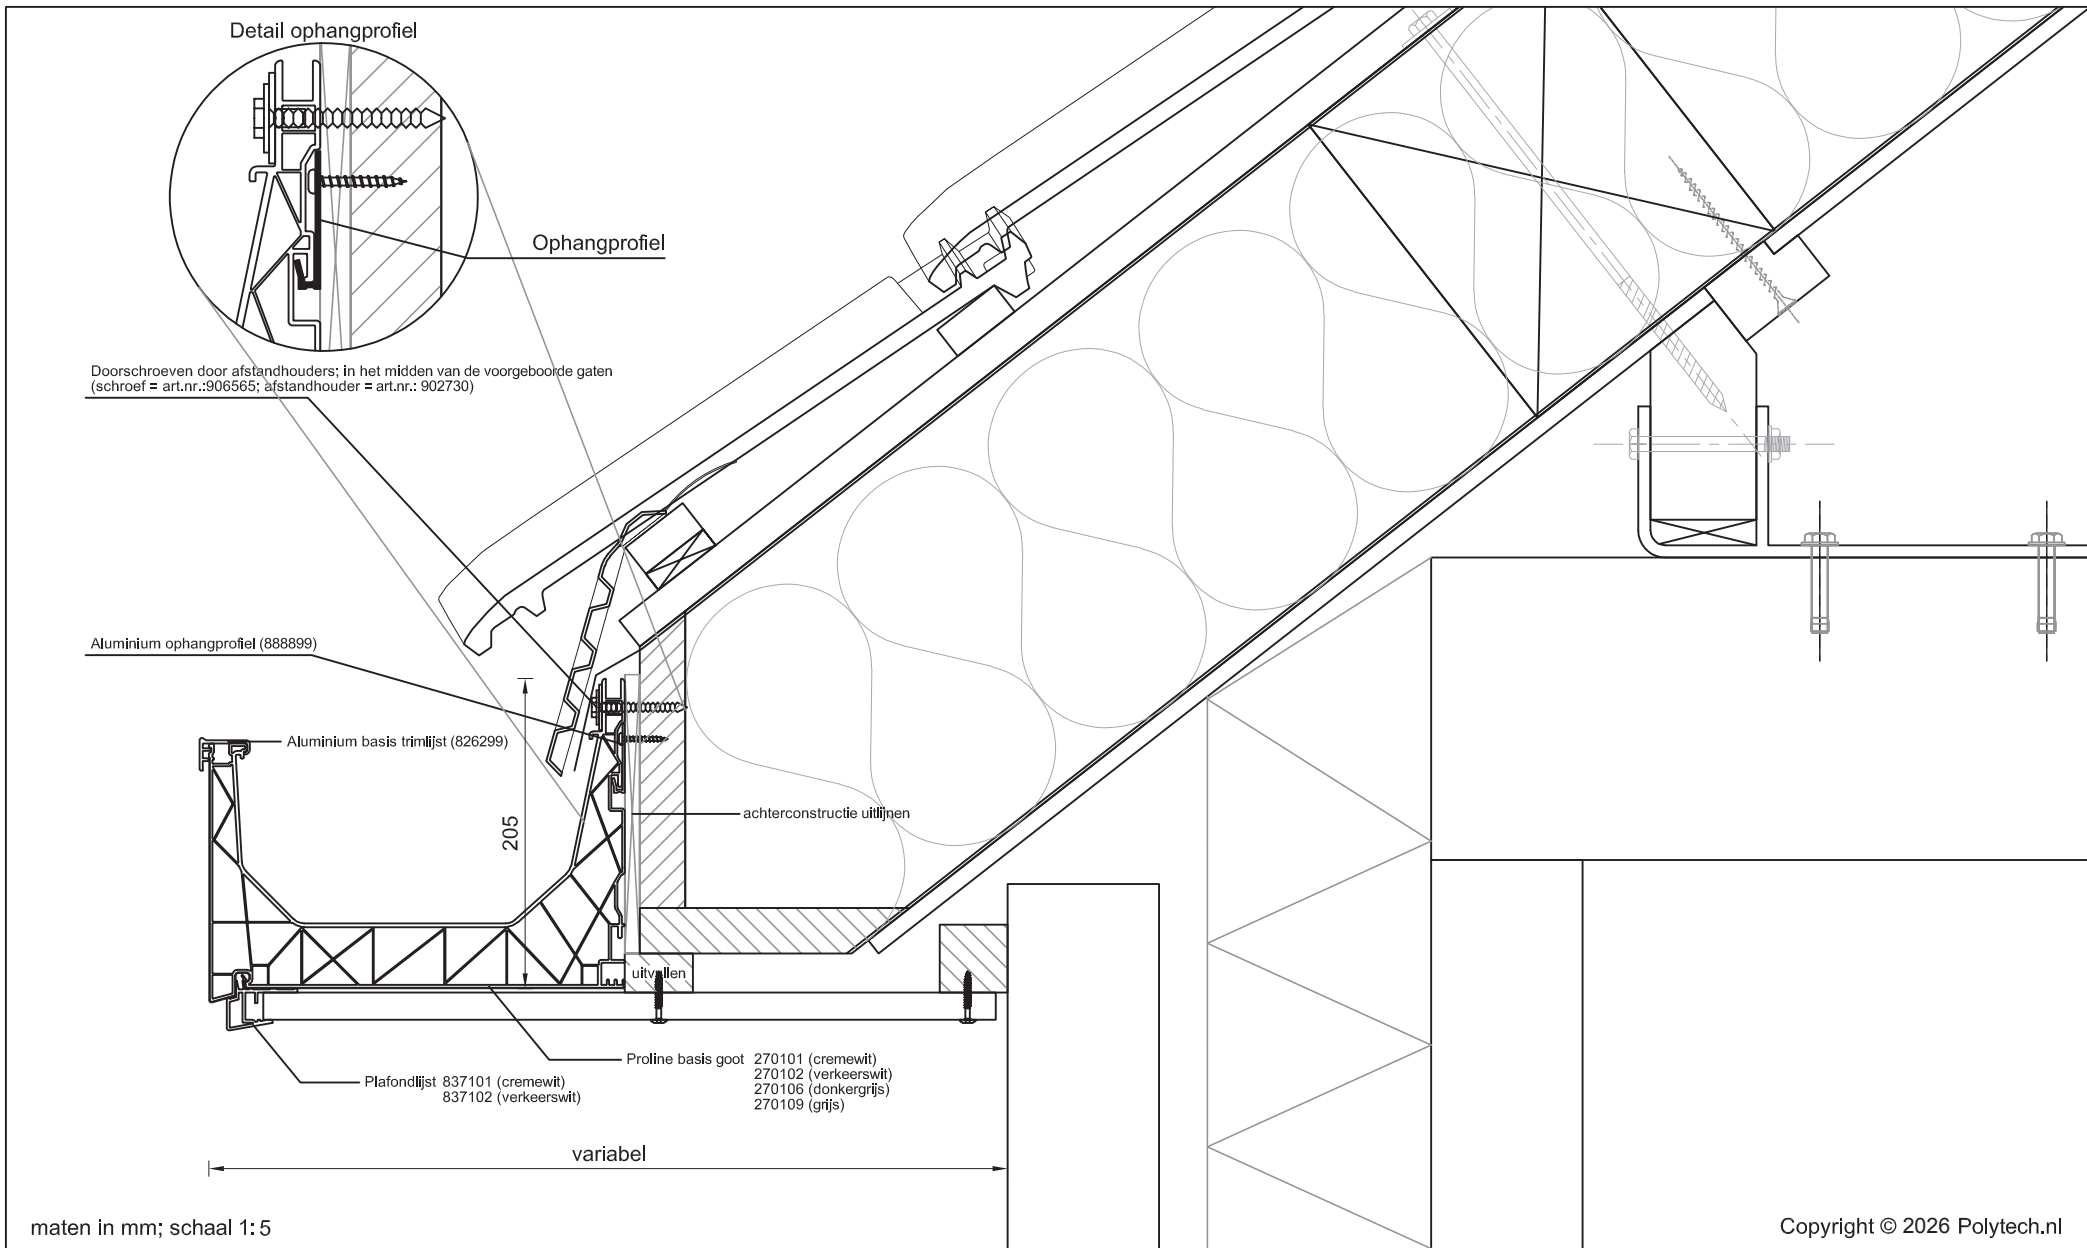 Detail ophangprofiel
Ophangprofiel
Doorschroeven door afstandhouders; in het midden van de voorgeboorde gaten
(schroef = art.nr.:906565; afstandhouder = art.nr.: 902730)
Aluminium ophangprofiel (888899)
Aluminium basis trimlijst (826299)
205
achterconstructie uitlijnen
uitvullen
Proline basis goot 270101 (cremewit)
270102 (verkeerswit)
270106 (donkergrijs)
270109 (grijs)
Plafondlijst 837101 (cremewit)
837102 (verkeerswit)
variabel
maten in mm; schaal 1:5
Copyright © 2026 Polytech.nl